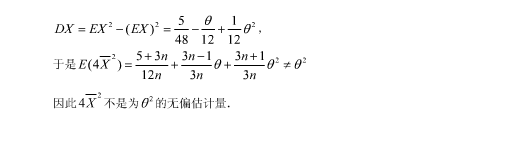 DX = EX² − (EX)² = 5/48 − θ/12 + 1/12 θ²,
于是 E(4X̅²) = (5+3n)/12n + (3n−1)/3n θ + (3n+1)/3n θ² ≠ θ²
因此 4X̅² 不是为 θ² 的无偏估计量.